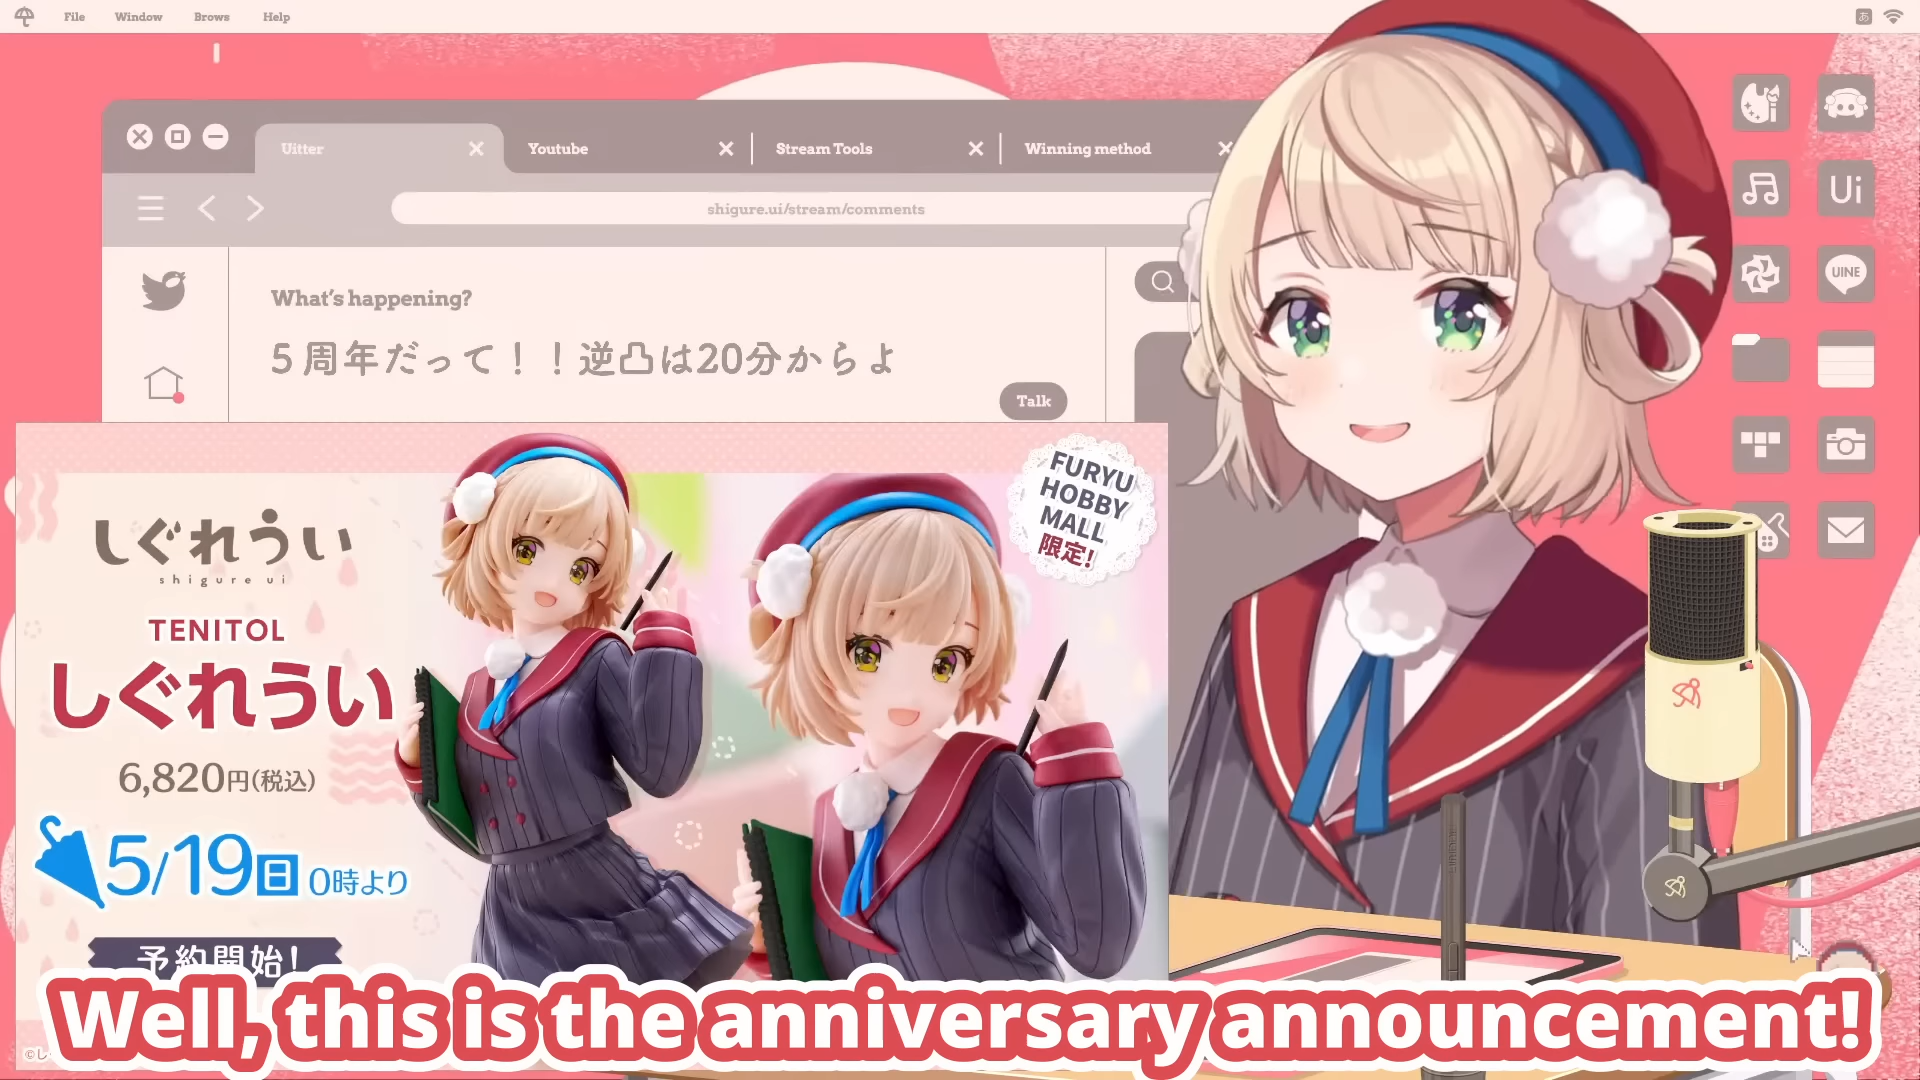 File Window Brows Help
あ
Uitter
Youtube
Stream Tools
Winning method
shigure.ui/stream/comments
What's happening?
５周年だって！！逆凸は20分からよ
Talk
Ui
UINE
FURYU
HOBBY
MALL
限定!
しぐれうい
shigure ui
TENITOL
しぐれうい
6,820円(税込)
5/19日 0時より
予約開始!
Well, this is the anniversary announcement!